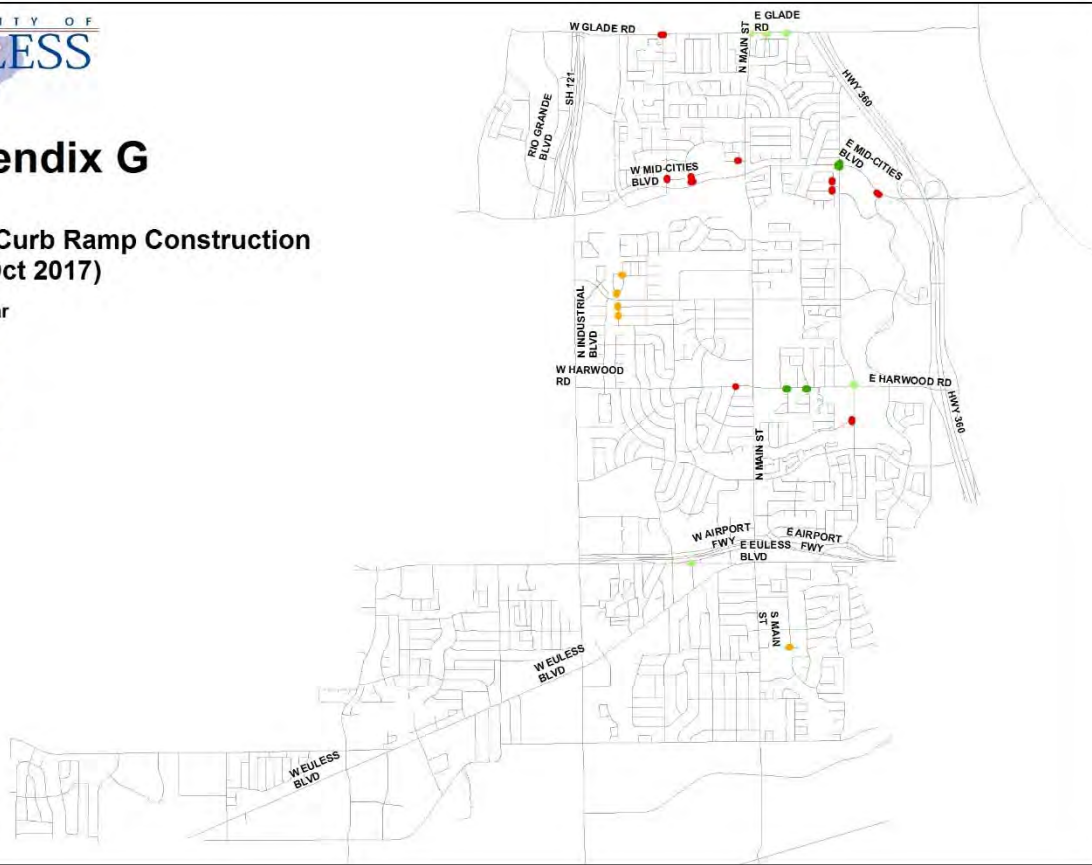 ITY OF
LESS
endix G
Curb Ramp Construction
ct 2017)
W GLADE RD
E GLADE
RD
N MAIN ST
HWY 360
SH 121
RIO GRANDE
BLVD
W MID-CITIES
BLVD
E MID-CITIES
BLVD
N INDUSTRIAL
BLVD
W HARWOOD
RD
E HARWOOD RD
HWY 360
N MAIN ST
W AIRPORT
FWY
E AIRPORT
FWY
E EULESS
BLVD
S MAIN
ST
W EULESS
BLVD
W EULESS
BLVD